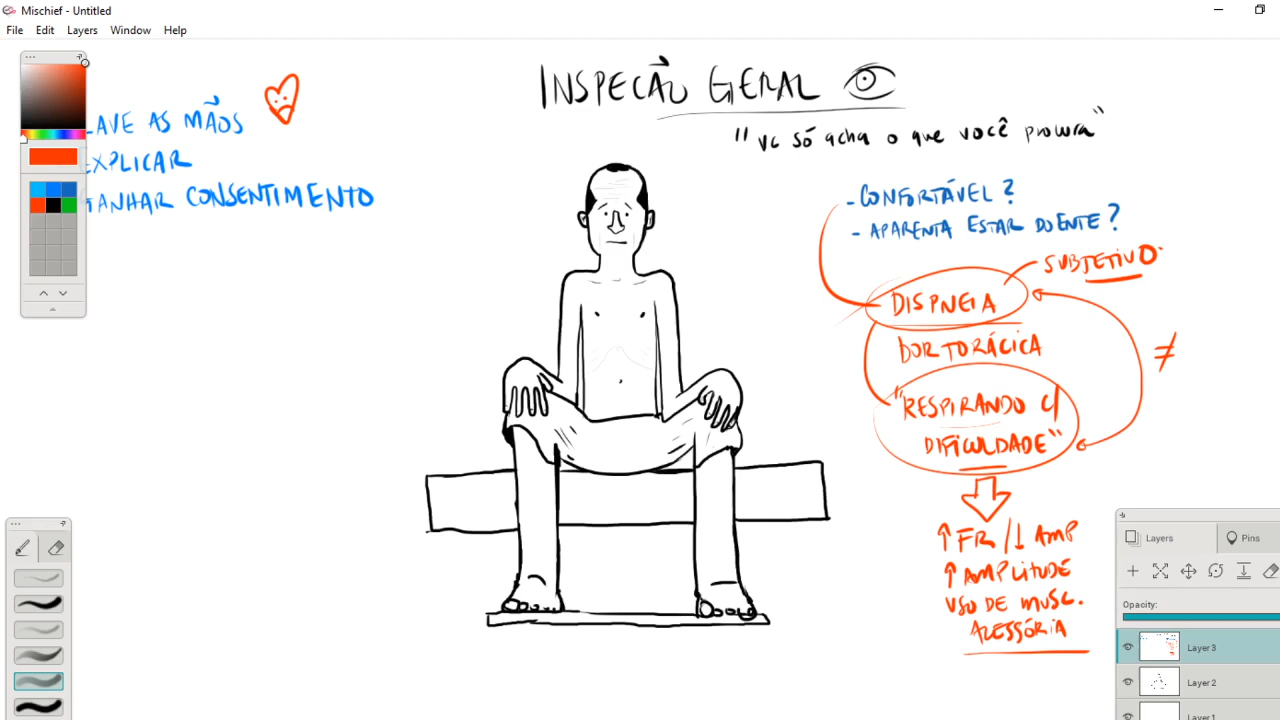 Mischief - Untitled
File Edit Layers Window Help
INSPEÇÃO GERAL
"vc só acha o que você procura"
LAVE AS MÃOS
EXPLICAR
GANHAR CONSENTIMENTO
- CONFORTÁVEL?
- APARENTA ESTAR DOENTE?
SUBJETIVO
DISPNEIA
DOR TORÁCICA
≠
"RESPIRANDO C/
DIFICULDADE"
↑ FR / ↓ AMP
↑ AMPLITUDE
USO DE MUSC.
ACESSÓRIA
Layers Pins
Opacity:
Layer 3
Layer 2
Layer 1